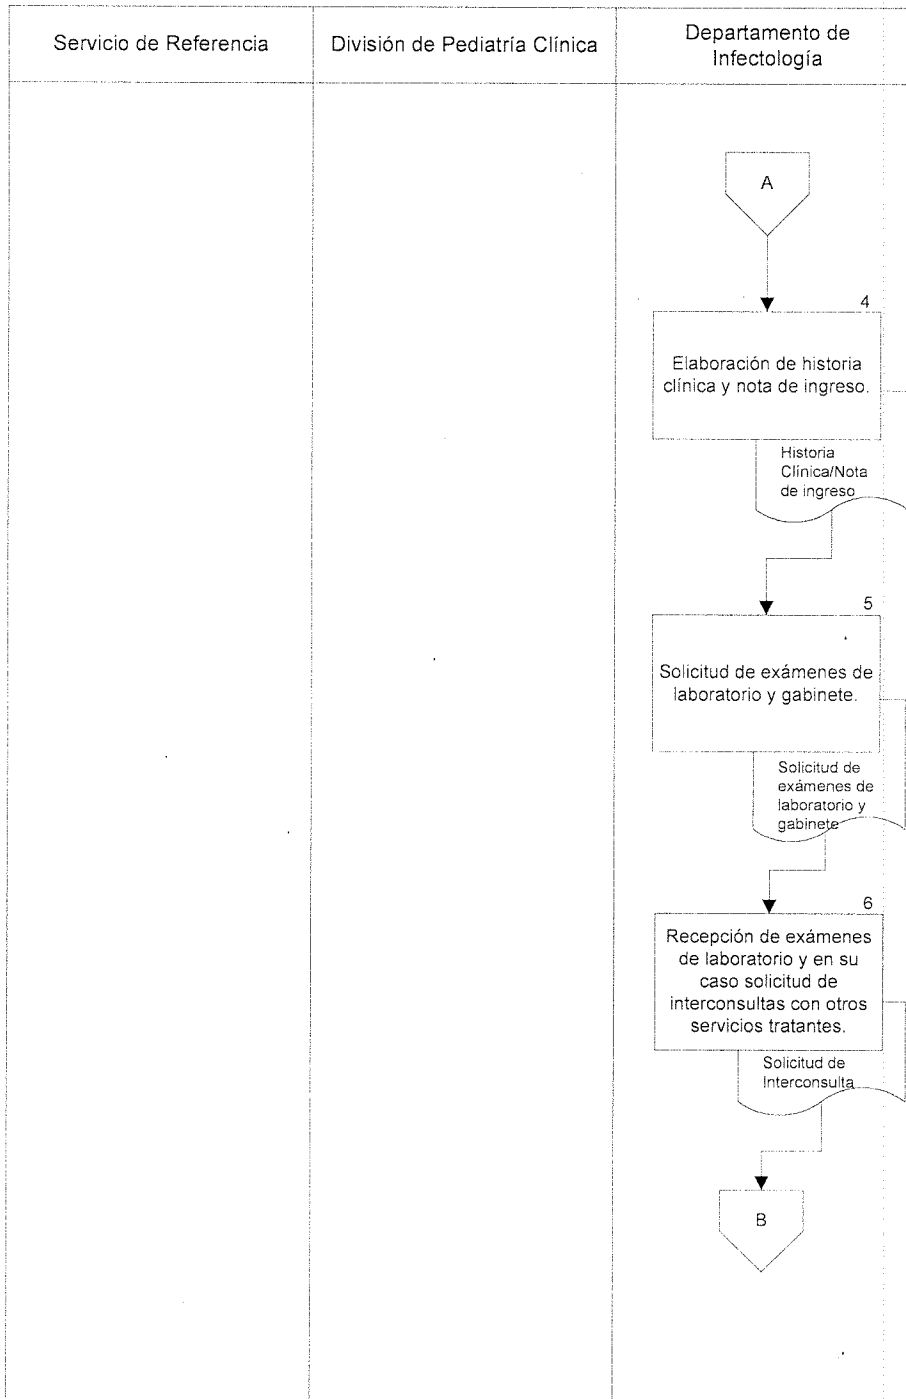 Servicio de Referencia
División de Pediatría Clínica
Departamento de
Infectología
A
4
Elaboración de historia
clínica y nota de ingreso.
Historia
Clínica/Nota
de ingreso
5
Solicitud de exámenes de
laboratorio y gabinete.
Solicitud de
exámenes de
laboratorio y
gabinete
6
Recepción de exámenes
de laboratorio y en su
caso solicitud de
interconsultas con otros
servicios tratantes.
Solicitud de
Interconsulta
B